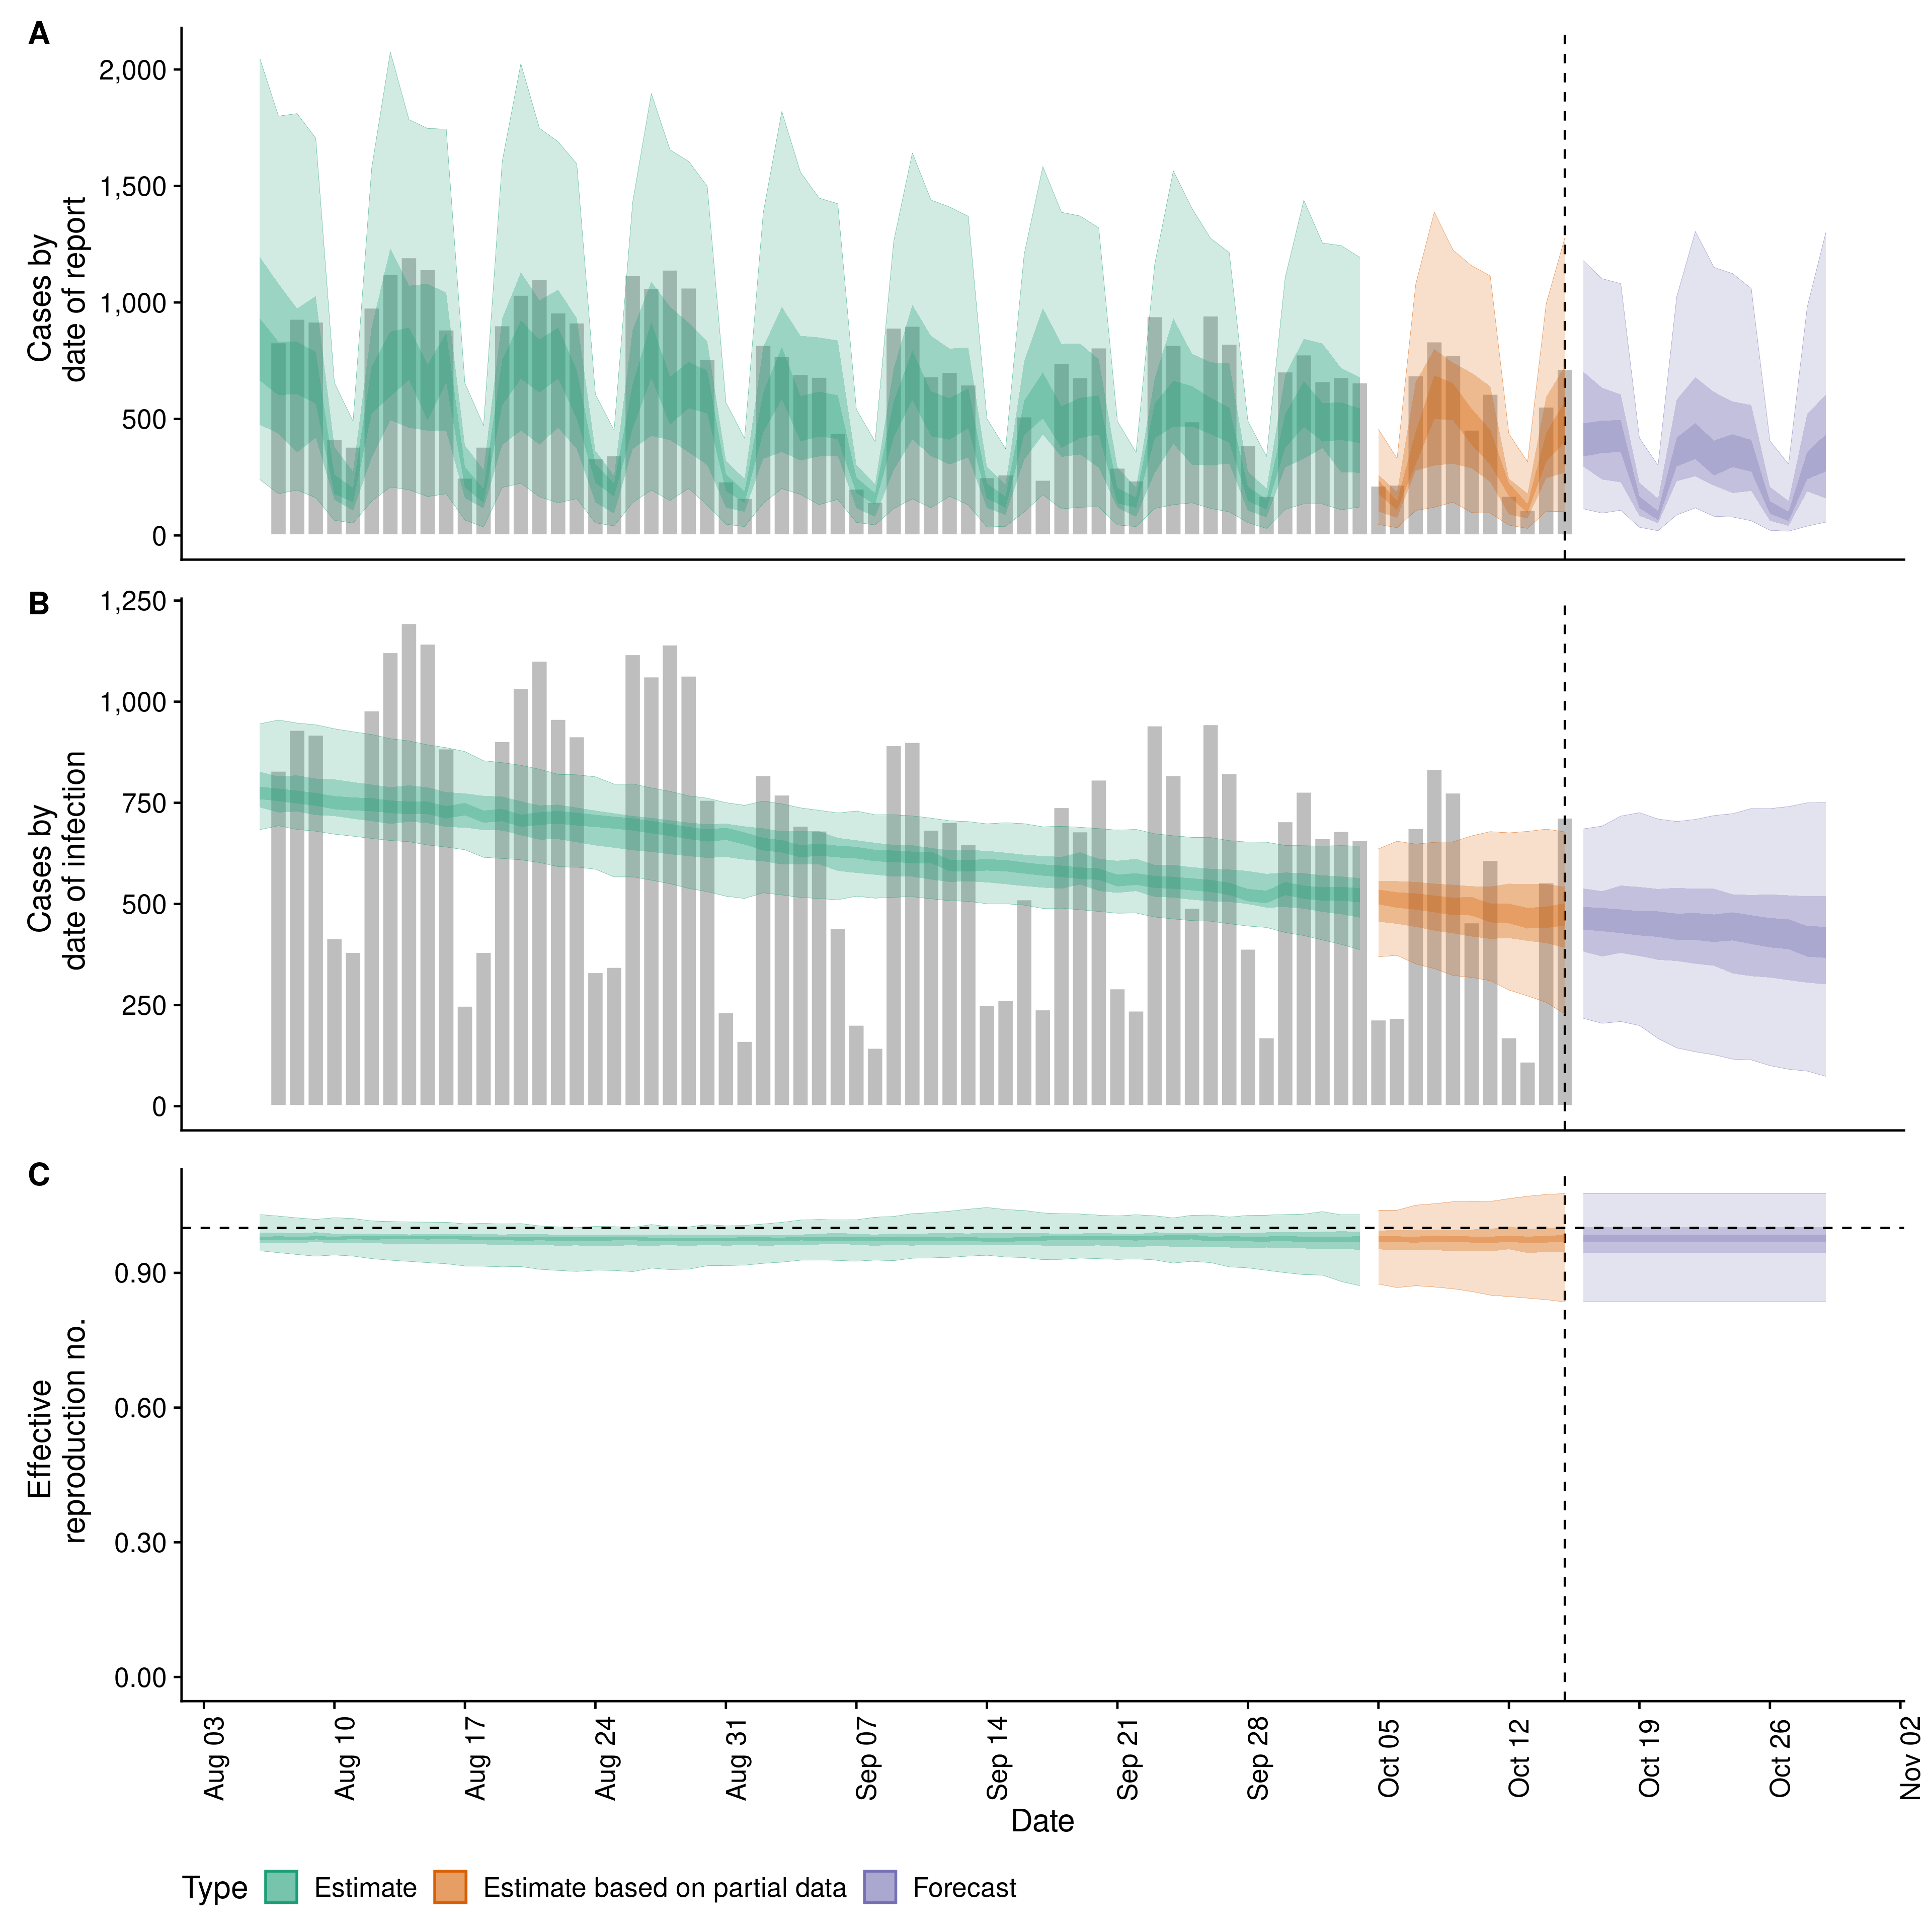 A
Cases by
date of report
2,000
1,500
1,000
500
0
B
Cases by
date of infection
1,250
1,000
750
500
250
0
C
Effective
reproduction no.
0.90
0.60
0.30
0.00
Aug 03
Aug 10
Aug 17
Aug 24
Aug 31
Sep 07
Sep 14
Sep 21
Sep 28
Oct 05
Oct 12
Oct 19
Oct 26
Nov 02
Date
Type
Estimate
Estimate based on partial data
Forecast